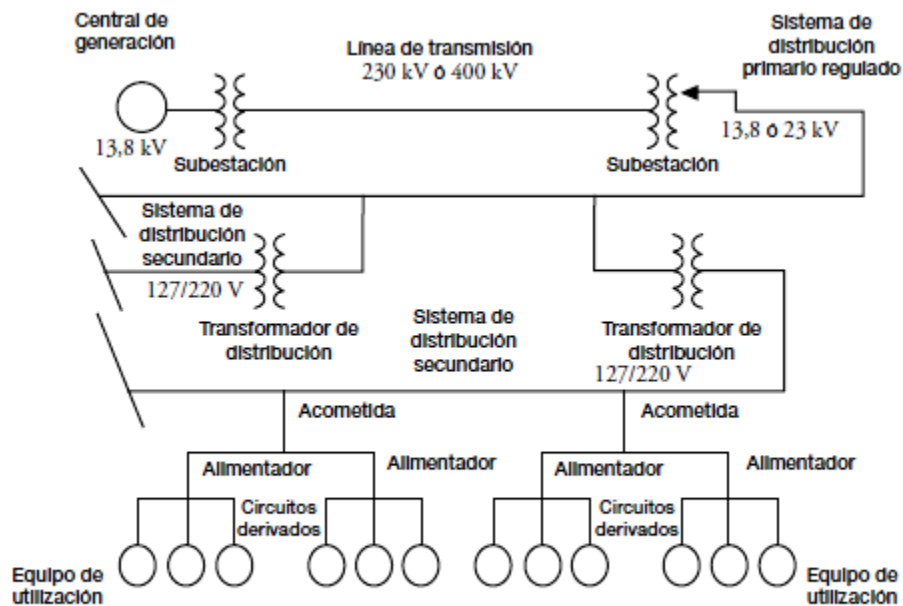 Central de
generación
Línea de transmisión
230 kV ó 400 kV
Sistema de
distribución
primario regulado
13,8 kV
Subestación
Subestación
13,8 ó 23 kV
Sistema de
distribución
secundario
127/220 V
Transformador de
distribución
Sistema de
distribución
secundario
Transformador de
distribución
127/220 V
Acometida
Acometida
Alimentador
Alimentador
Alimentador
Alimentador
Circuitos
derivados
Circuitos
derivados
Equipo de
utilización
Equipo de
utilización